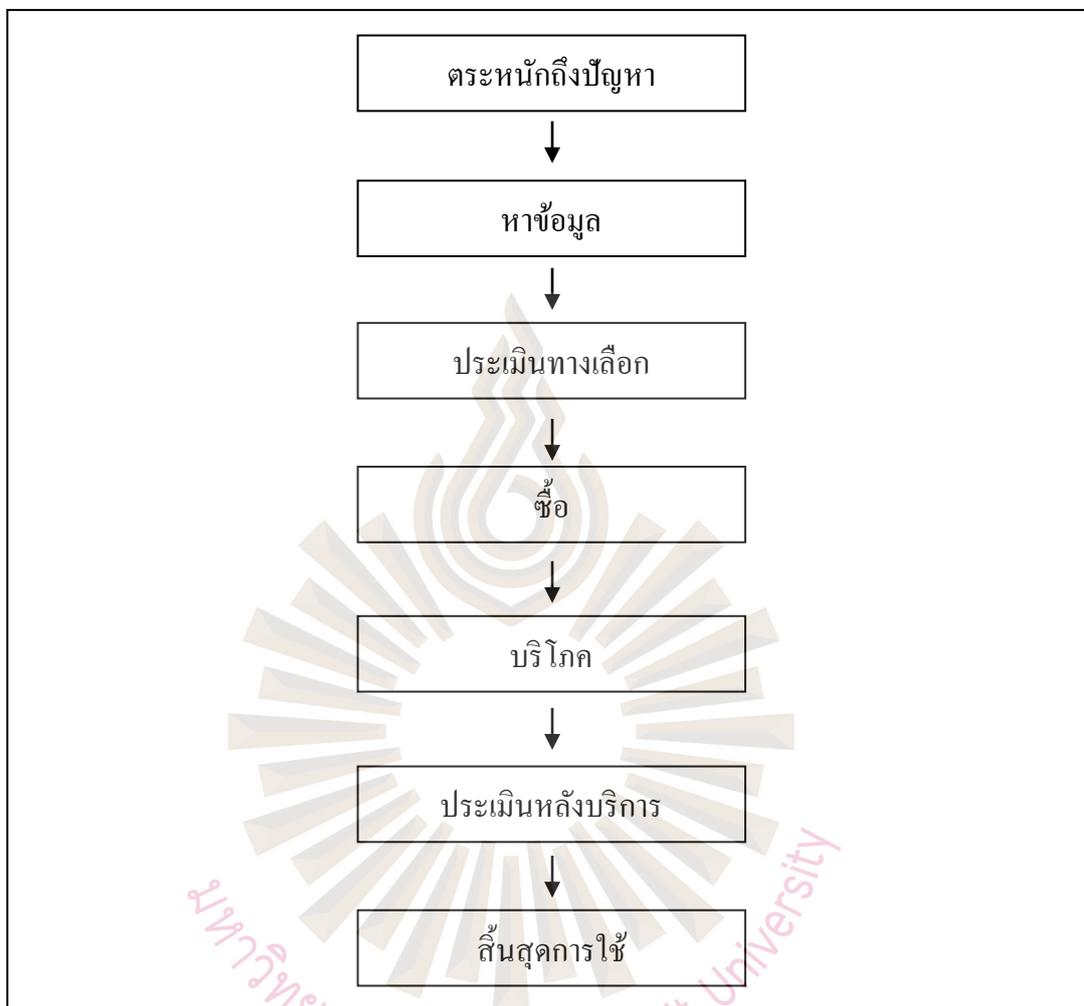 ตระหนักถึงปัญหา
หาข้อมูล
ประเมินทางเลือก
ซื้อ
บริโภค
ประเมินหลังบริการ
สิ้นสุดการใช้
University